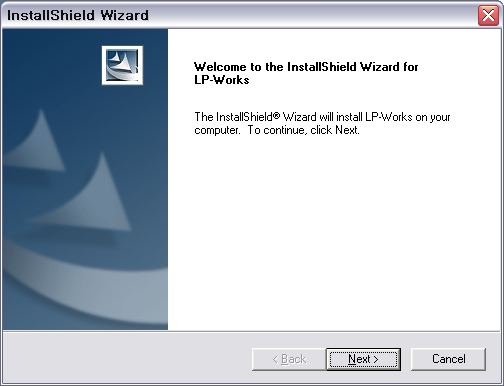 InstallShield Wizard
Welcome to the InstallShield Wizard for
LP-Works
The InstallShield® Wizard will install LP-Works on your
computer. To continue, click Next.
< Back
Next >
Cancel